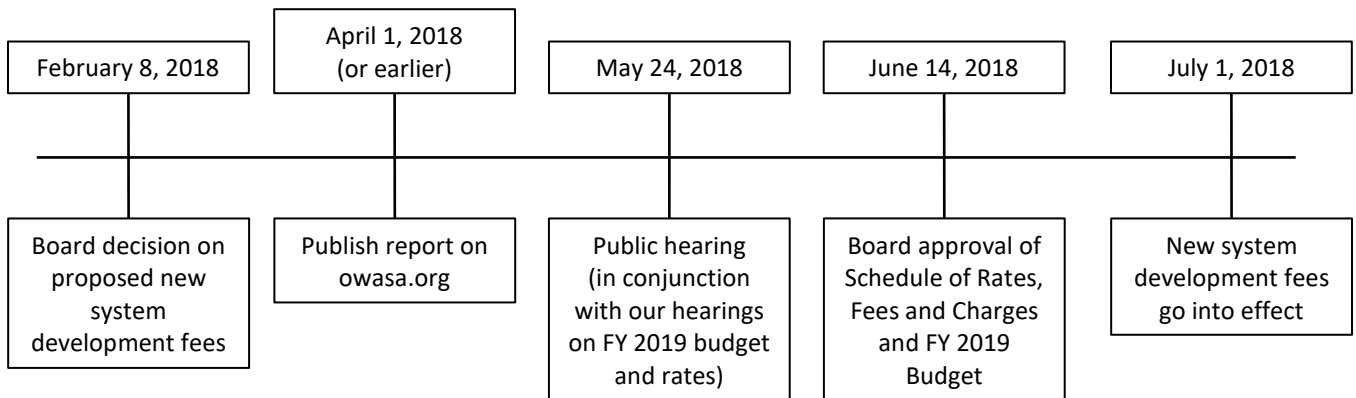 February 8, 2018
April 1, 2018
(or earlier)
May 24, 2018
June 14, 2018
July 1, 2018
Board decision on
proposed new
system
development fees
Publish report on
owasa.org
Public hearing
(in conjunction
with our hearings
on FY 2019 budget
and rates)
Board approval of
Schedule of Rates,
Fees and Charges
and FY 2019
Budget
New system
development fees
go into effect